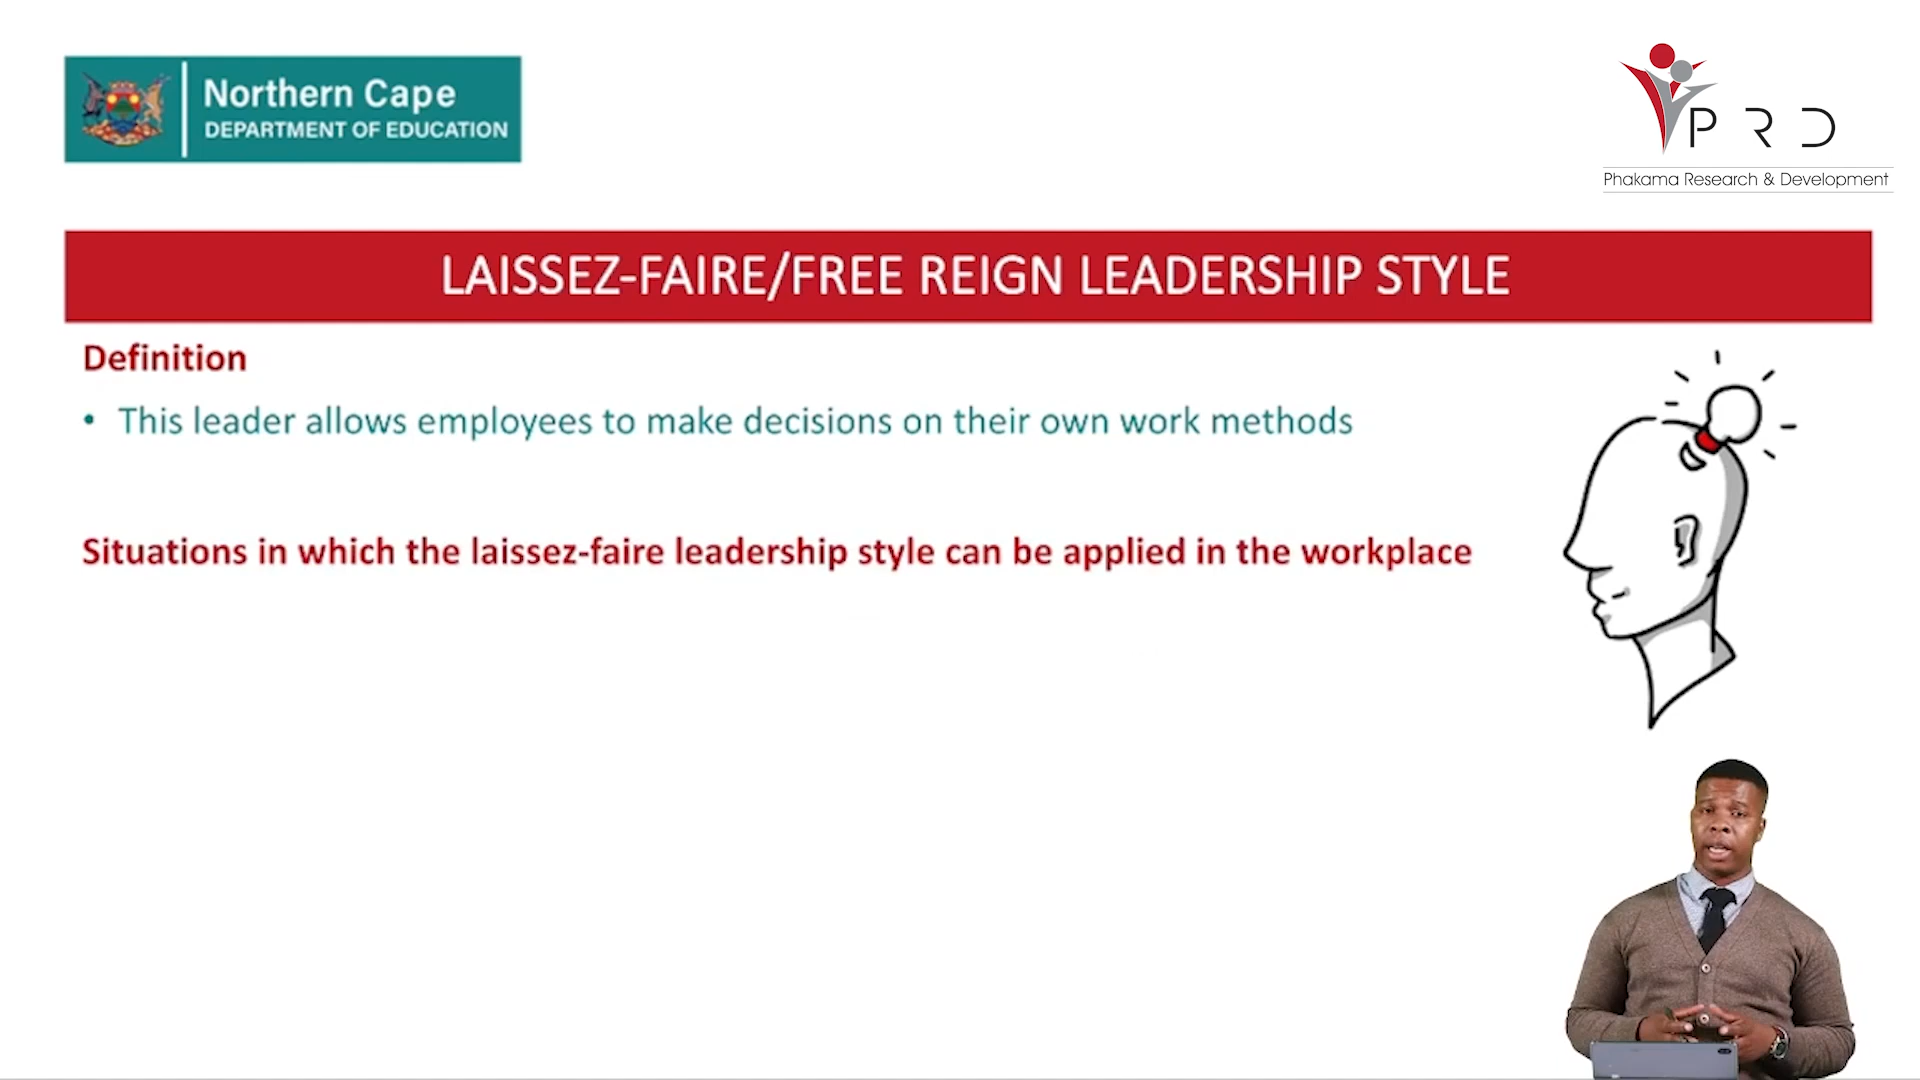 Northern Cape
DEPARTMENT OF EDUCATION
PRD
Phakama Research & Development
LAISSEZ-FAIRE/FREE REIGN LEADERSHIP STYLE
Definition
• This leader allows employees to make decisions on their own work methods
Situations in which the laissez-faire leadership style can be applied in the workplace